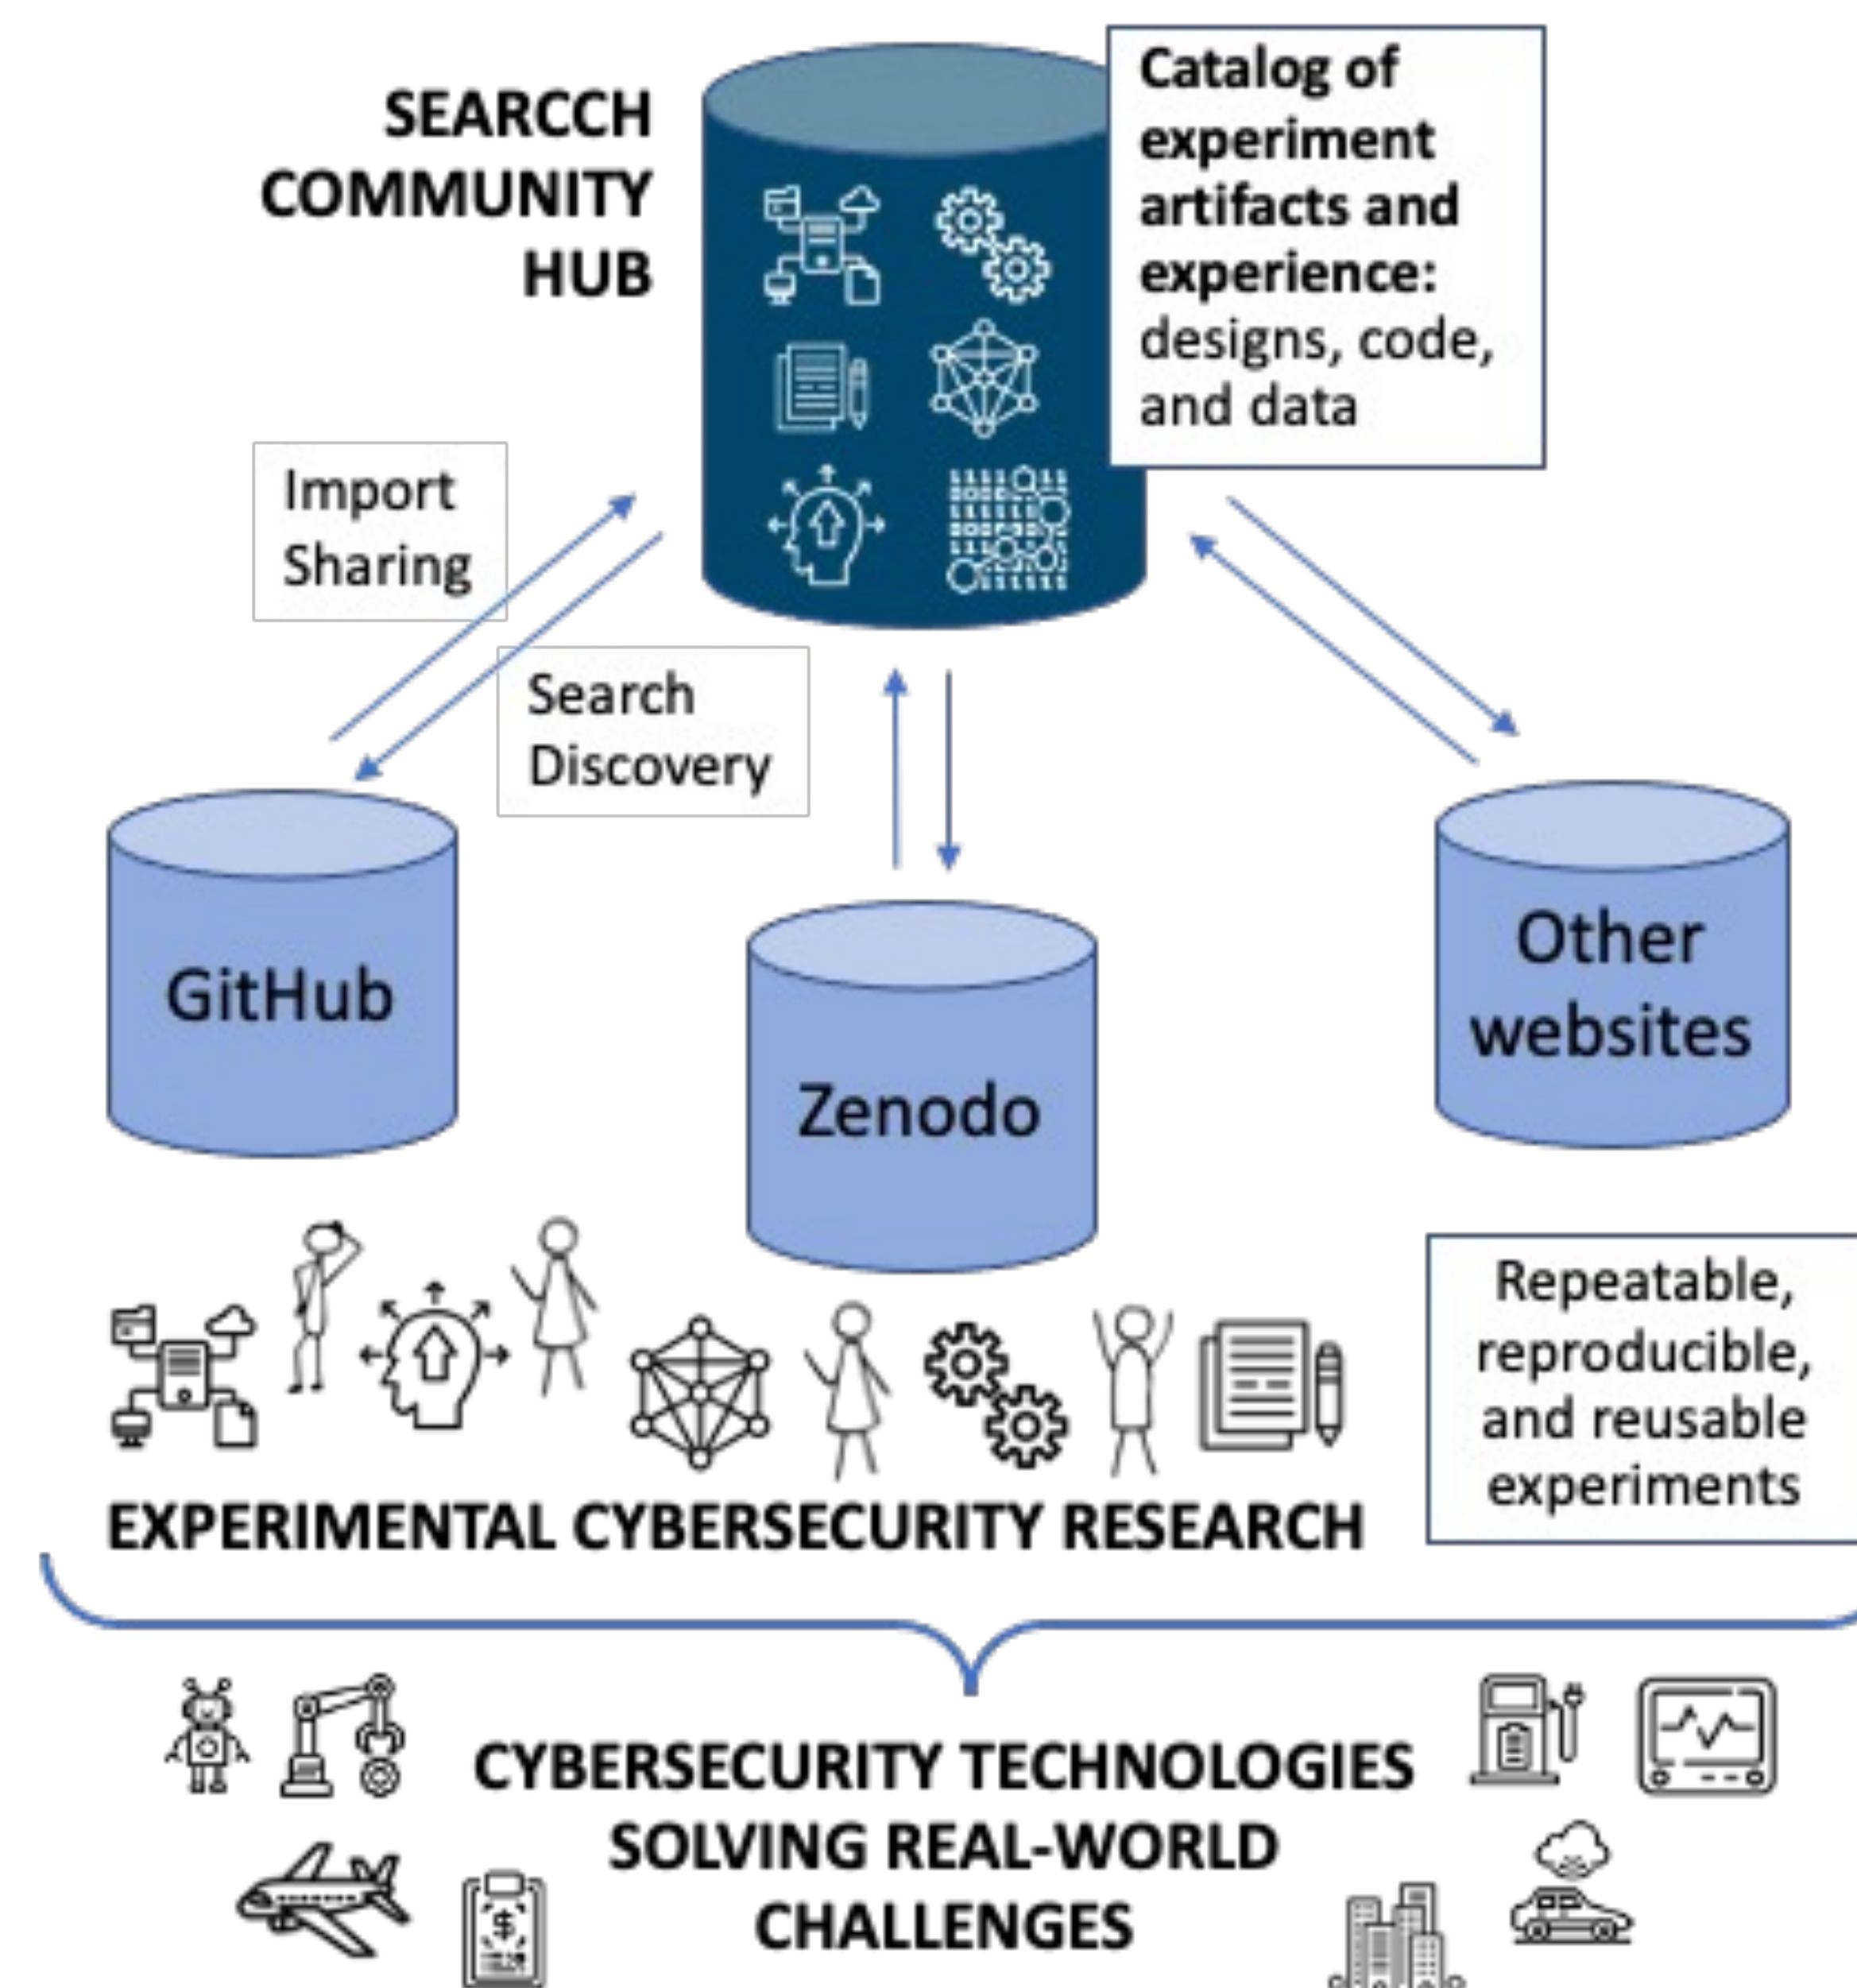 SEARCCH
COMMUNITY
HUB
Catalog of
experiment
artifacts and
experience:
designs, code,
and data
Import
Sharing
Search
Discovery
GitHub
Zenodo
Other
websites
Repeatable,
reproducible,
and reusable
experiments
EXPERIMENTAL CYBERSECURITY RESEARCH
CYBERSECURITY TECHNOLOGIES
SOLVING REAL-WORLD
CHALLENGES